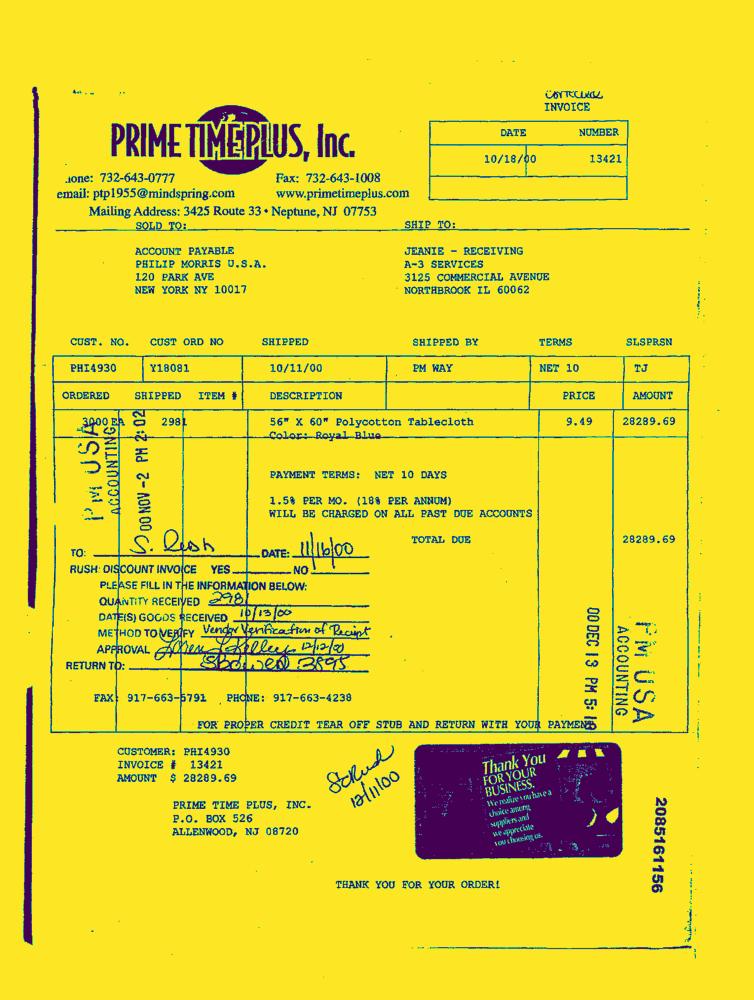 INVOICE
PRIME TIME PLUS, Inc.
DATE NUMBER
10/18/00 13421
Fax: 732-643-1008
732-643-0777
email: ptp1955@mindspring.com www.primetimeplus.com
Mailing Address: 3425 Route 33 • Neptune, NJ 07753
SOLD TO: SHIP TO:
ACCOUNT PAYABLE JEANIE - RECEIVING
PHILIP MORRIS U.S.A. A-3 SERVICES
120 PARK AVE 3125 COMMERCIAL AVENUE
NEW YORK NY 10017 NORTHBROOK IL 60062
CUST. NO. CUST ORD NO SHIPPED SHIPPED BY TERMS SLSPRSN
PHI4930 Y18081 10/11/00 PM WAY NET 10 TJ
ORDERED SHIPPED ITEM # DESCRIPTION PRICE AMOUNT
3000 EA 2981 56" X 60" Polycotton Tablecloth 9.49 28289.69
Color: Royal Blue
PM USA
ACCOUNTING
00 NOV -2 PM 2:02
PAYMENT TERMS: NET 10 DAYS
1.5% PER MO. (18% PER ANNUM)
WILL BE CHARGED ON ALL PAST DUE ACCOUNTS
TOTAL DUE 28289.69
TO: S. DATE: 11/16/00
RUSH: DISCOUNT INVOICE YES NO
PLEASE FILL IN THE INFORMATION BELOW:
QUANTITY RECEIVED 2981
DATE(S) GOODS RECEIVED 10/13/00
METHOD TO VERIFY Vendor Verification of Receipt
APPROVAL 12/12/00
RETURN TO: 3895
FAX 917-663-5791 PHONE: 917-663-4238
00 DEC 13 PM 5:
PM USA
ACCOUNTING
FOR PROPER CREDIT TEAR OFF STUB AND RETURN WITH YOUR PAYMENT
CUSTOMER: PHI4930
INVOICE # 13421
AMOUNT $ 28289.69
12/11/00
PRIME TIME PLUS, INC.
P.O. BOX 526
ALLENWOOD, NJ 08720
Thank You
FOR YOUR
BUSINESS.
We realize you have a
choice among
suppliers and
we appreciate
you choosing us.
2085161156
THANK YOU FOR YOUR ORDER!